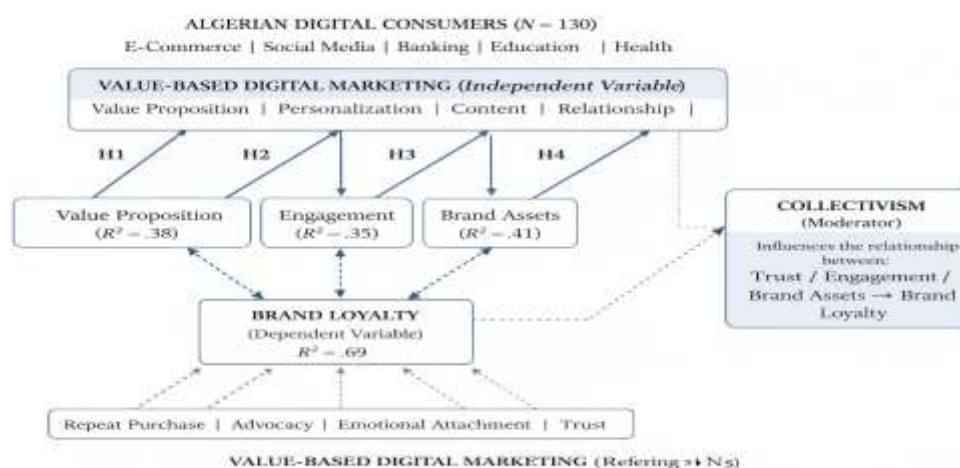 ALGERIAN DIGITAL CONSUMERS (N – 130)
E-Commerce | Social Media | Banking | Education | Health
VALUE-BASED DIGITAL MARKETING (Independent Variable)
Value Proposition | Personalization | Content | Relationship |
H1 H2 H3 H4
Value Proposition
(R² – .38)
Engagement
(R² – .35)
Brand Assets
(R² – .41)
COLLECTIVISM
(Moderator)
Influences the relationship
between:
Trust / Engagement /
Brand Assets → Brand
Loyalty
BRAND LOYALTY
(Dependent Variable)
R² – .69
Repeat Purchase | Advocacy | Emotional Attachment | Trust
VALUE-BASED DIGITAL MARKETING (Refering